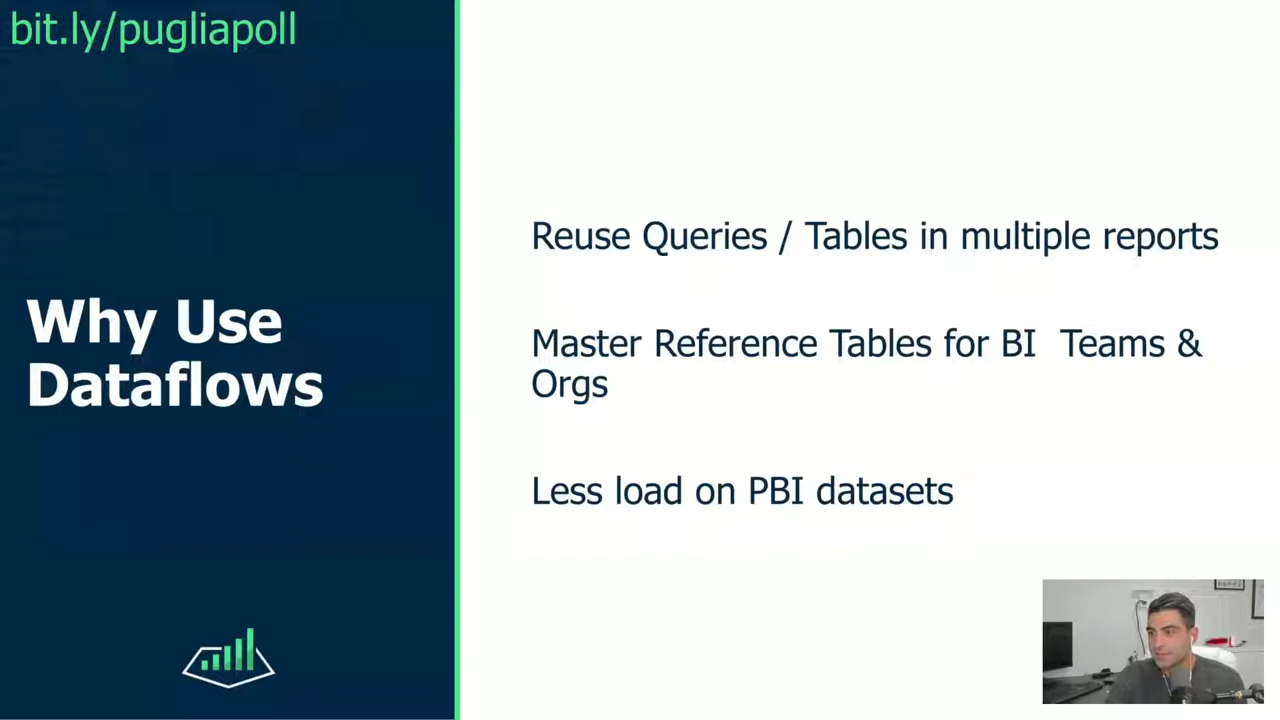 bit.ly/pugliapoll
Why Use
Dataflows
Reuse Queries / Tables in multiple reports
Master Reference Tables for BI  Teams &
Orgs
Less load on PBI datasets